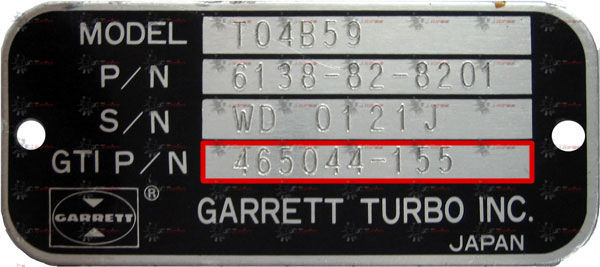 MODEL T04B59
P/N 6138-82-8201
S/N WD 0121J
GTI P/N 465044-155
GARRETT ®
GARRETT TURBO INC.
JAPAN